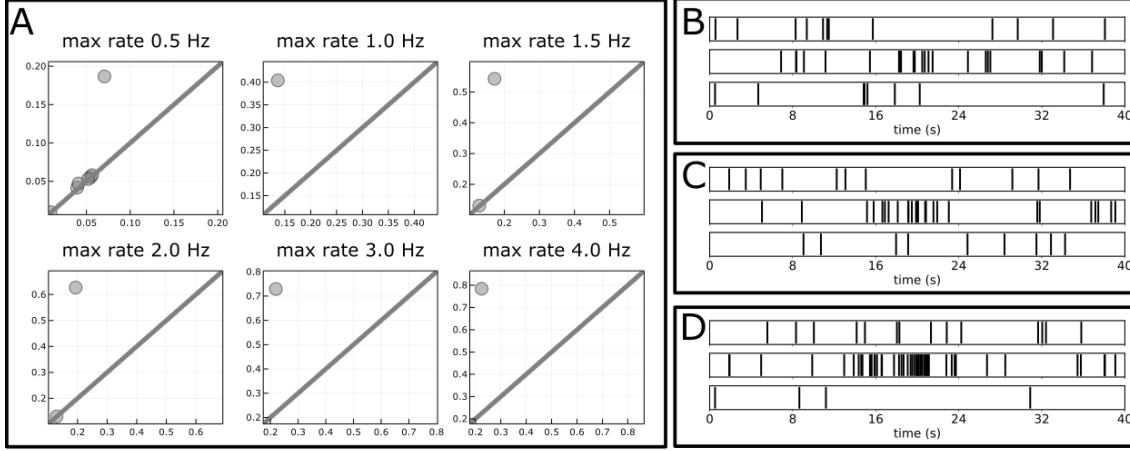 A
max rate 0.5 Hz
0.20
0.15
0.10
0.05
0.05 0.10 0.15 0.20
max rate 1.0 Hz
0.40
0.35
0.30
0.25
0.20
0.15
0.15 0.20 0.25 0.30 0.35 0.40
max rate 1.5 Hz
0.5
0.4
0.3
0.2
0.1 0.2 0.3 0.4 0.5
max rate 2.0 Hz
0.6
0.5
0.4
0.3
0.2
0.2 0.3 0.4 0.5 0.6
max rate 3.0 Hz
0.8
0.7
0.6
0.5
0.4
0.3
0.2
0.2 0.3 0.4 0.5 0.6 0.7 0.8
max rate 4.0 Hz
0.8
0.7
0.6
0.5
0.4
0.3
0.2
0.2 0.3 0.4 0.5 0.6 0.7 0.8
B
0 8 16 24 32 40
time (s)
C
0 8 16 24 32 40
time (s)
D
0 8 16 24 32 40
time (s)